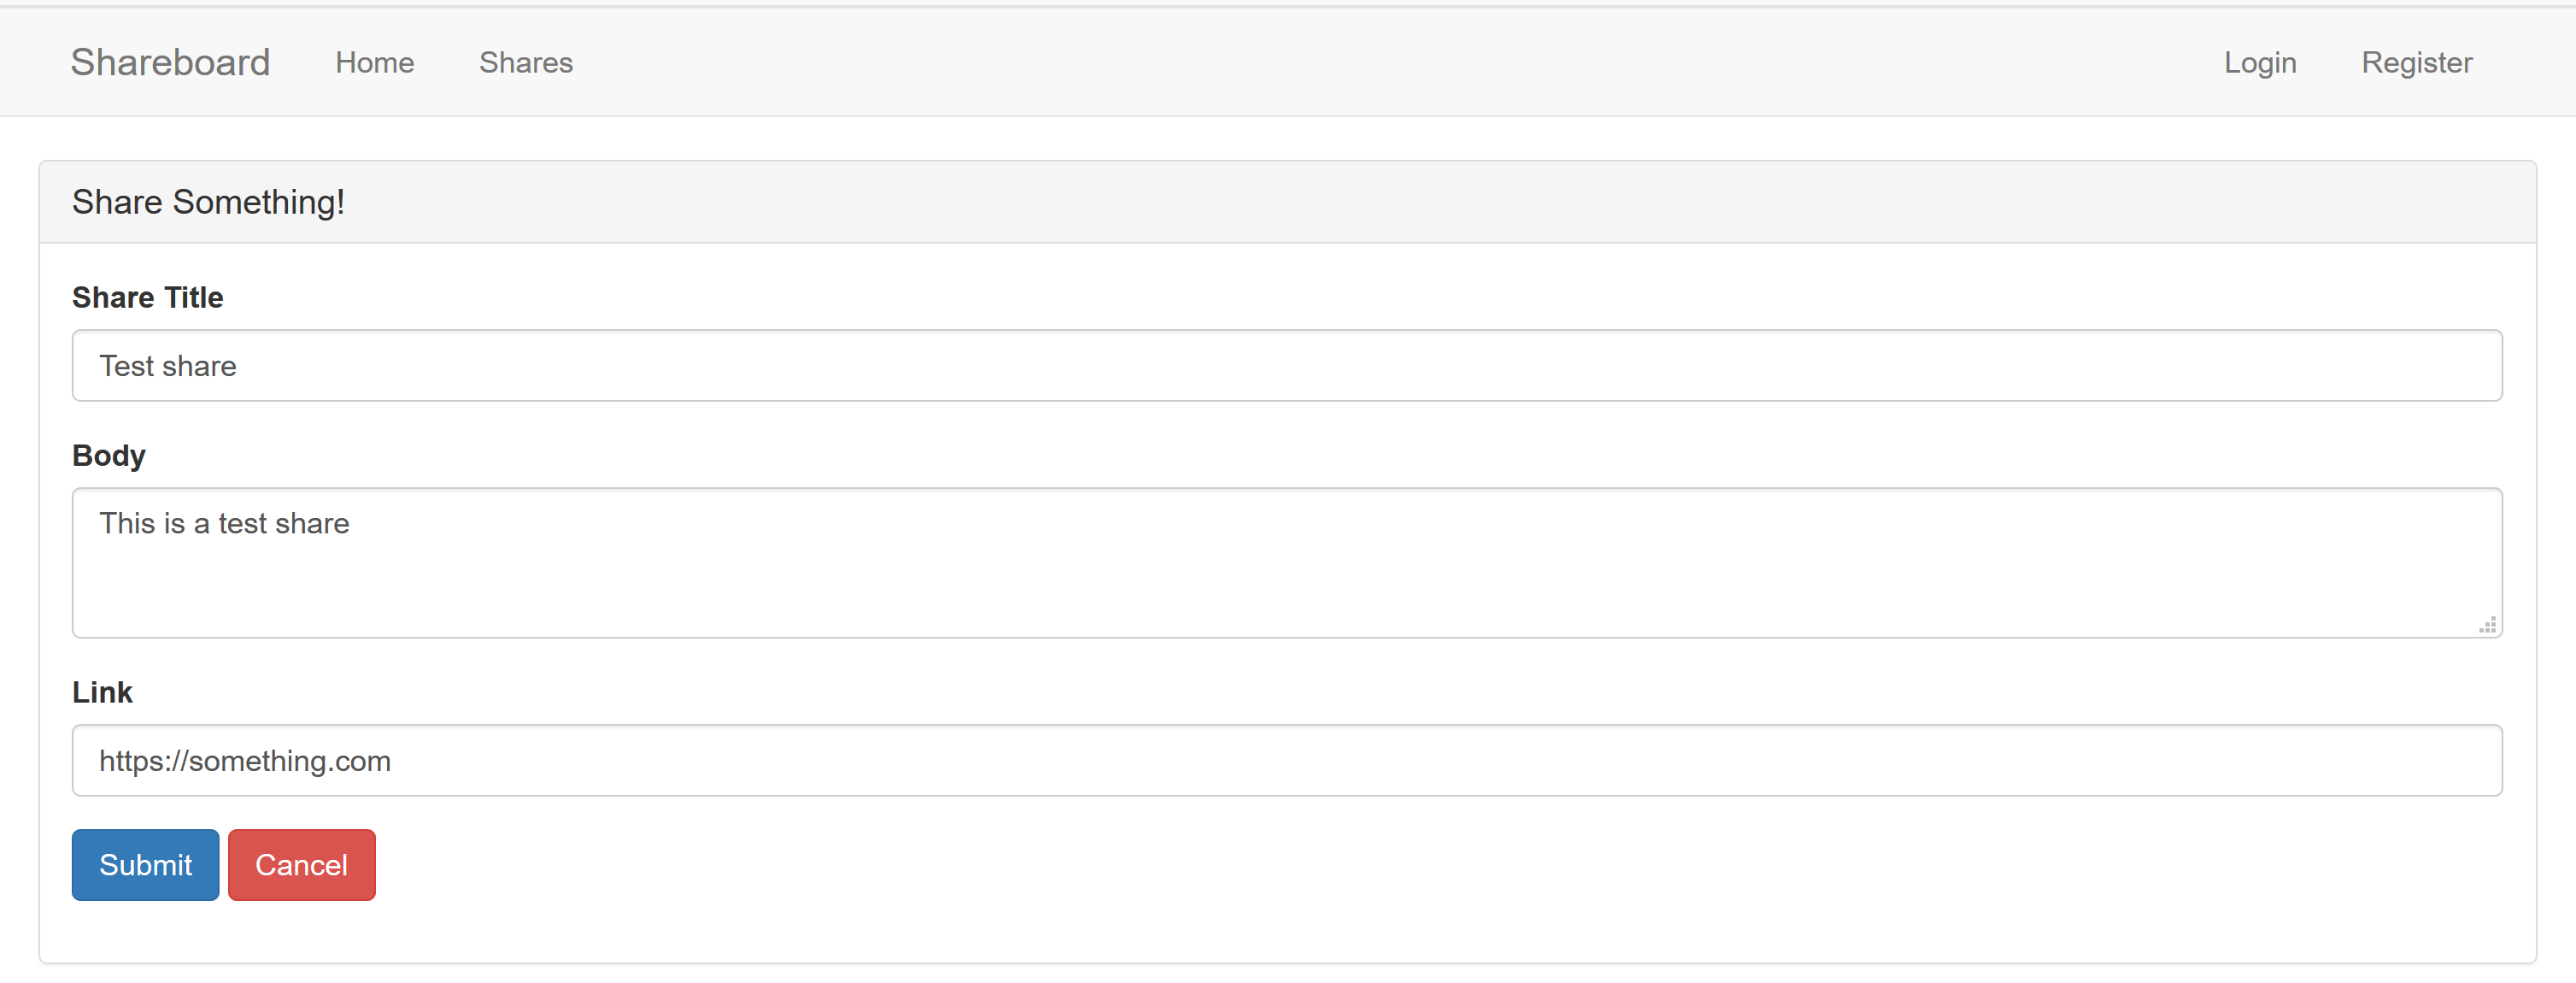 Shareboard Home Shares Login Register
Share Something!
Share Title
Test share
Body
This is a test share
Link
https://something.com
Submit Cancel